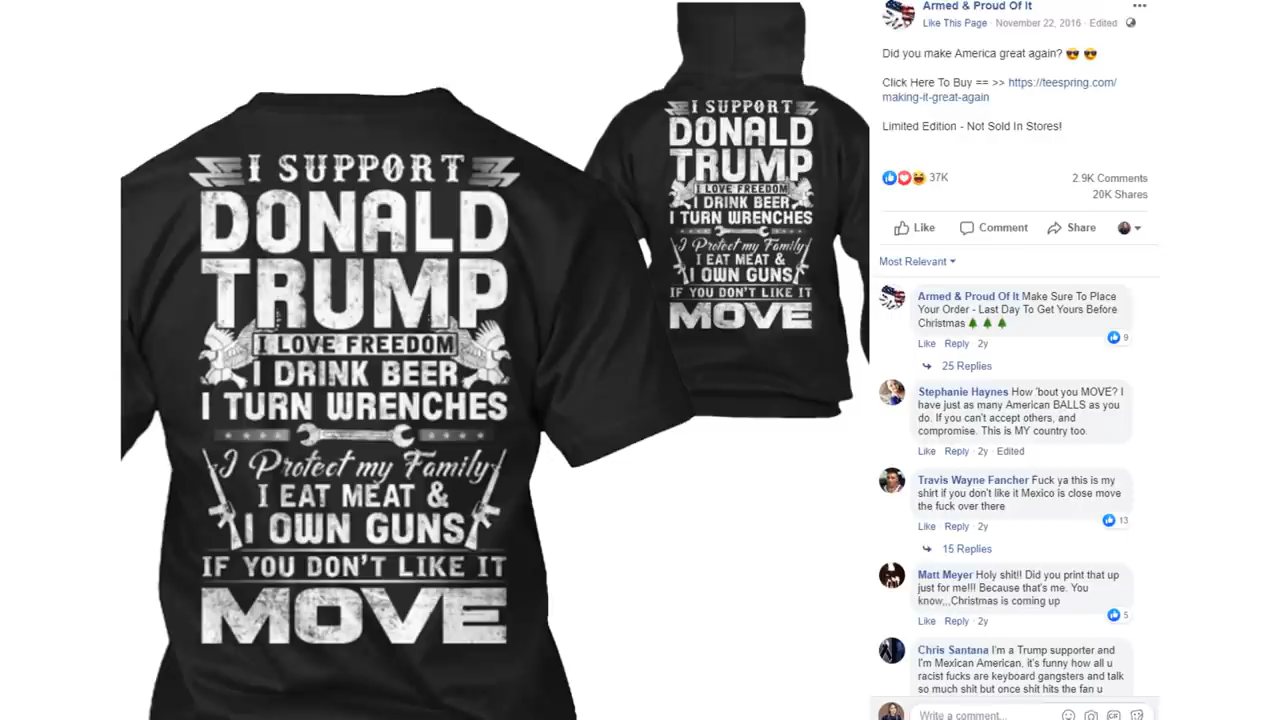 I SUPPORT
DONALD
TRUMP
I LOVE FREEDOM
I DRINK BEER
I TURN WRENCHES
I Protect my Family
I EAT MEAT &
I OWN GUNS
IF YOU DON'T LIKE IT
MOVE
I SUPPORT
DONALD
TRUMP
I LOVE FREEDOM
I DRINK BEER
I TURN WRENCHES
I Protect my Family
I EAT MEAT &
I OWN GUNS
IF YOU DON'T LIKE IT
MOVE
Armed & Proud Of It
Like This Page · November 22, 2016 · Edited
Did you make America great again? 😎 😎
Click Here To Buy == >> https://teespring.com/
making-it-great-again
Limited Edition - Not Sold In Stores!
37K
2.9K Comments
20K Shares
Like Comment Share
Most Relevant
Armed & Proud Of It Make Sure To Place
Your Order - Last Day To Get Yours Before
Christmas 🌲 🌲 🌲
9
Like · Reply · 2y
25 Replies
Stephanie Haynes How 'bout you MOVE? I
have just as many American BALLS as you
do. If you can't accept others, and
compromise. This is MY country too.
Like · Reply · 2y · Edited
Travis Wayne Fancher Fuck ya this is my
shirt if you don't like it Mexico is close move
the fuck over there
13
Like · Reply · 2y
15 Replies
Matt Meyer Holy shit!! Did you print that up
just for me!!! Because that's me. You
know,,,Christmas is coming up
5
Like · Reply · 2y
Chris Santana I'm a Trump supporter and
I'm Mexican American, it's funny how all u
racist fucks are keyboard gangsters and talk
so much shit but once shit hits the fan u
Write a comment...
GIF